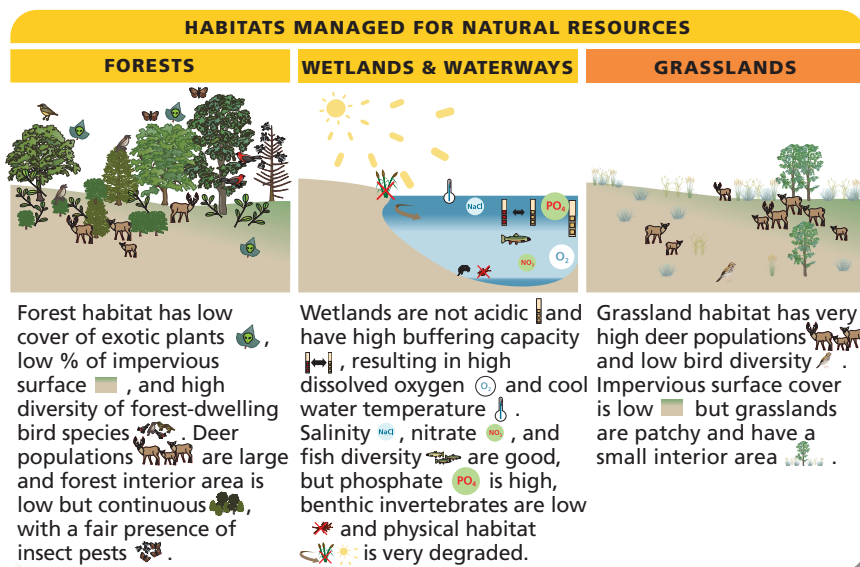 HABITATS MANAGED FOR NATURAL RESOURCES
FORESTS
WETLANDS & WATERWAYS
GRASSLANDS
NaCl
PO4
NO3
O2
Forest habitat has low
cover of exotic plants ,
low % of impervious
surface , and high
diversity of forest-dwelling
bird species . Deer
populations are large
and forest interior area is
low but continuous ,
with a fair presence of
insect pests .
Wetlands are not acidic and
have high buffering capacity
, resulting in high
dissolved oxygen O2 and cool
water temperature .
Salinity NaCl , nitrate NO3 , and
fish diversity are good,
but phosphate PO4 is high,
benthic invertebrates are low
and physical habitat
is very degraded.
Grassland habitat has very
high deer populations
and low bird diversity .
Impervious surface cover
is low but grasslands
are patchy and have a
small interior area .